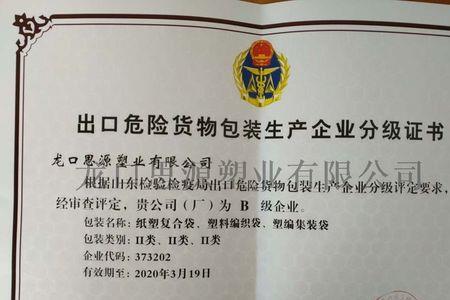 出口危险货物包装生产企业分级证书
龙口思源塑业有限公司
龙口思源塑业有限公司
根据山东检验检疫局出口危险货物包装生产企业分级评定要求,
经审查评定，贵公司（厂）为 B 级企业。
包装名称：纸塑复合袋、塑料编织袋、塑编集装袋
包装类别：II类、II类、II类
企业代码：373202
有效期至：2020年3月19日